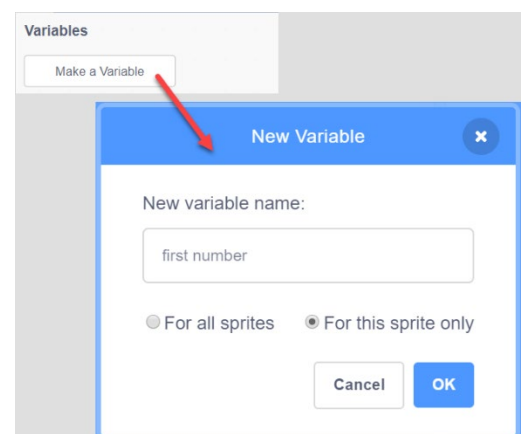 Variables
Make a Variable
New Variable
New variable name:
first number
For all sprites For this sprite only
Cancel OK